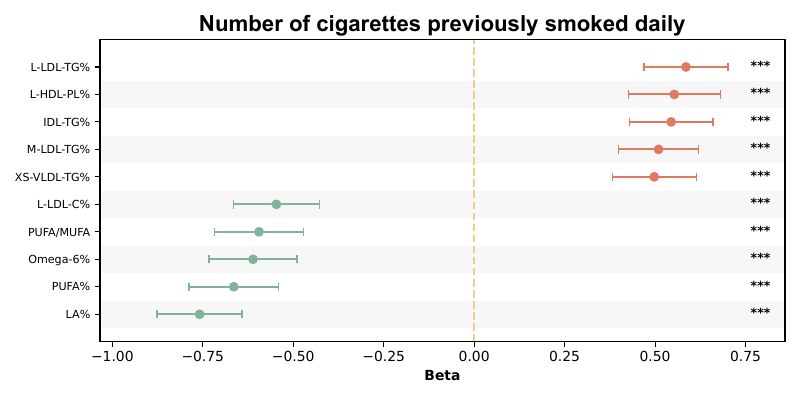 Number of cigarettes previously smoked daily
L-LDL-TG% ***
L-HDL-PL% ***
IDL-TG% ***
M-LDL-TG% ***
XS-VLDL-TG% ***
L-LDL-C% ***
PUFA/MUFA ***
Omega-6% ***
PUFA% ***
LA% ***
−1.00 −0.75 −0.50 −0.25 0.00 0.25 0.50 0.75
Beta